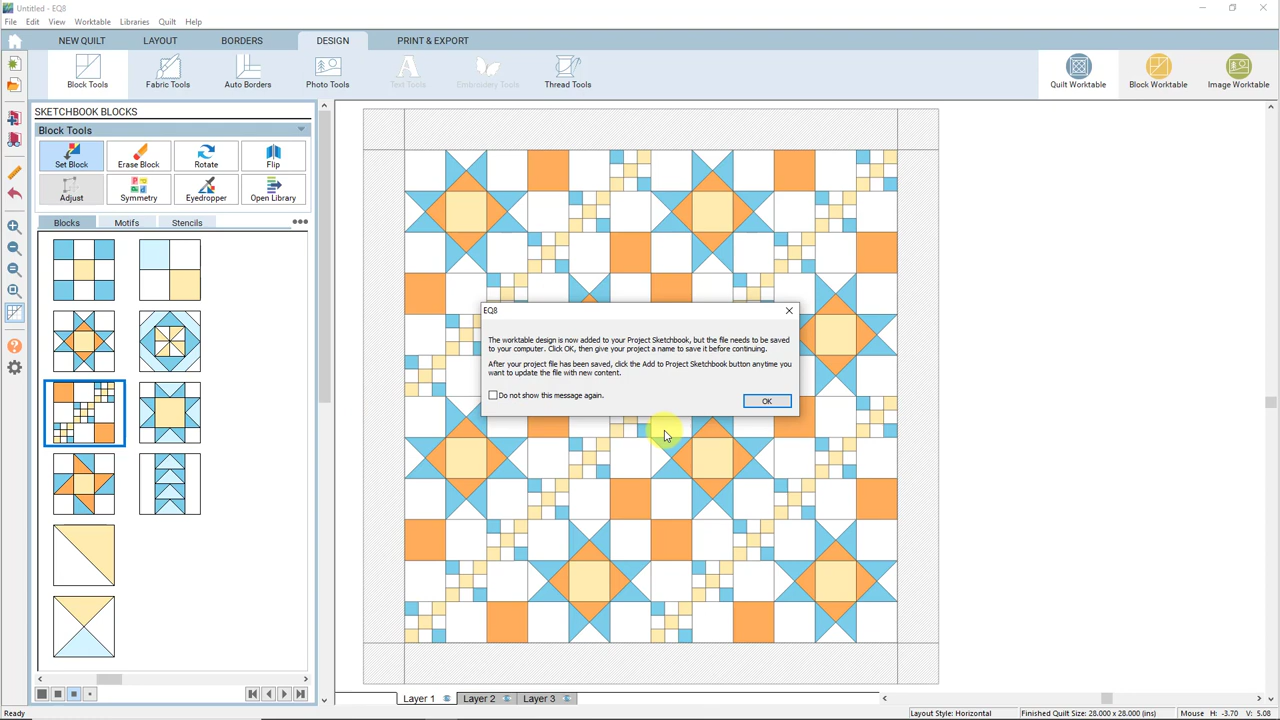 Untitled - EQ8
File Edit View Worktable Libraries Quilt Help
NEW QUILT LAYOUT BORDERS DESIGN PRINT & EXPORT
Block Tools Fabric Tools Auto Borders Photo Tools Text Tools Embroidery Tools Thread Tools Quilt Worktable Block Worktable Image Worktable
SKETCHBOOK BLOCKS
Block Tools
Set Block Erase Block Rotate Flip
Adjust Symmetry Eyedropper Open Library
Blocks Motifs Stencils
EQ8
The worktable design is now added to your Project Sketchbook, but the file needs to be saved
to your computer. Click OK, then give your project a name to save it before continuing.
After your project file has been saved, click the Add to Project Sketchbook button anytime you
want to update the file with new content.
Do not show this message again.
OK
Layer 1 Layer 2 Layer 3
Ready Layout Style: Horizontal Finished Quilt Size: 28.000 x 28.000 (ins) Mouse H: -3.70 V: 5.08